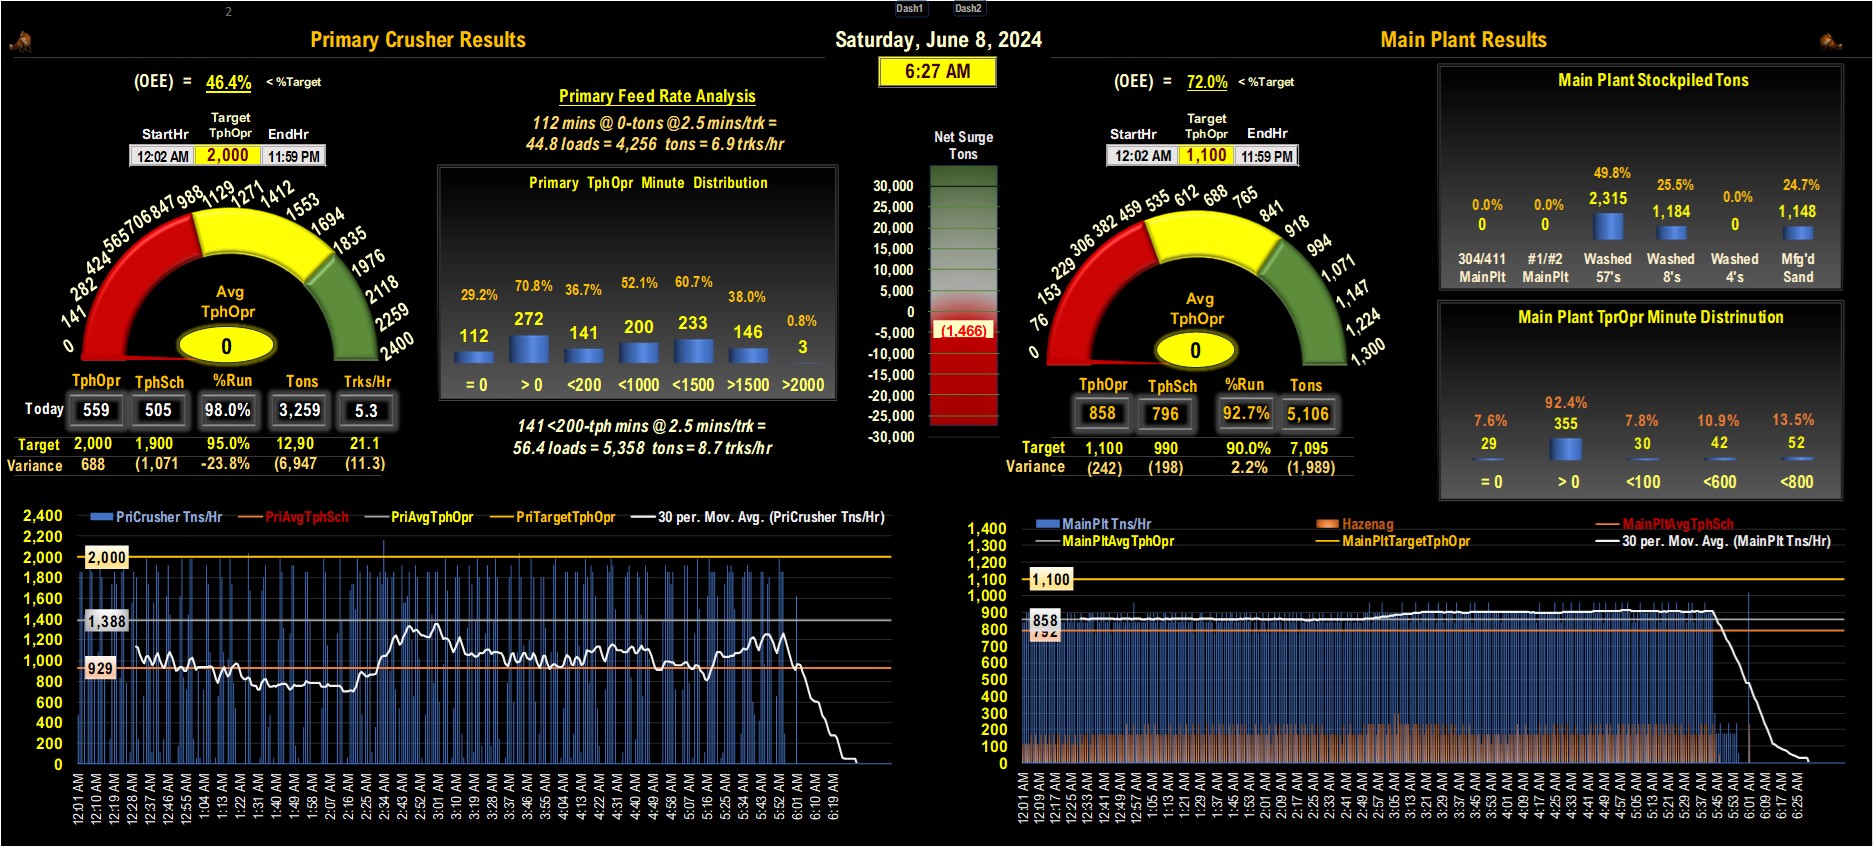 2
Dash1 Dash2
Primary Crusher Results
Saturday, June 8, 2024
Main Plant Results
6:27 AM
(OEE) = 46.4% < %Target
Target
StartHr TphOpr EndHr
12:02 AM 2,000 11:59 PM
0 141 282 424 565 706 847 988 1129 1271 1412 1553 1694 1835 1976 2118 2259 2400
Avg
TphOpr
0
TphOpr TphSch %Run Tons Trks/Hr
Today 559 505 98.0% 3,259 5.3
Target 2,000 1,900 95.0% 12,90 21.1
Variance 688 (1,071 -23.8% (6,947 (11.3)
Primary Feed Rate Analysis
112 mins @ 0-tons @2.5 mins/trk =
44.8 loads = 4,256 tons = 6.9 trks/hr
Primary TphOpr Minute Distribution
29.2% 70.8% 36.7% 52.1% 60.7% 38.0% 0.8%
112 272 141 200 233 146 3
= 0 > 0 <200 <1000 <1500 >1500 >2000
141 <200-tph mins @ 2.5 mins/trk =
56.4 loads = 5,358 tons = 8.7 trks/hr
Net Surge
Tons
30,000
25,000
20,000
15,000
10,000
5,000
0
-5,000
-10,000
-15,000
-20,000
-25,000
-30,000
(1,466)
(OEE) = 72.0% < %Target
Target
StartHr TphOpr EndHr
12:02 AM 1,100 11:59 PM
0 76 153 229 306 382 459 535 612 688 765 841 918 994 1,071 1,147 1,224 1,300
Avg
TphOpr
0
TphOpr TphSch %Run Tons
858 796 92.7% 5,106
Target 1,100 990 90.0% 7,095
Variance (242) (198) 2.2% (1,989)
Main Plant Stockpiled Tons
0.0% 0.0% 49.8% 25.5% 0.0% 24.7%
0 0 2,315 1,184 0 1,148
304/411 #1/#2 Washed Washed Washed Mfg'd
MainPlt MainPlt 57's 8's 4's Sand
Main Plant TprOpr Minute Distrinution
7.6% 92.4% 7.8% 10.9% 13.5%
29 355 30 42 52
= 0 > 0 <100 <600 <800
PriCrusher Tns/Hr PriAvgTphSch PriAvgTphOpr PriTargetTphOpr 30 per. Mov. Avg. (PriCrusher Tns/Hr)
2,400
2,200
2,000
1,800
1,600
1,400
1,200
1,000
800
600
400
200
0
2,000
1,388
929
12:01 AM 12:10 AM 12:19 AM 12:28 AM 12:37 AM 12:46 AM 12:55 AM 1:04 AM 1:13 AM 1:22 AM 1:31 AM 1:40 AM 1:49 AM 1:58 AM 2:07 AM 2:16 AM 2:25 AM 2:34 AM 2:43 AM 2:52 AM 3:01 AM 3:10 AM 3:19 AM 3:28 AM 3:37 AM 3:46 AM 3:55 AM 4:04 AM 4:13 AM 4:22 AM 4:31 AM 4:40 AM 4:49 AM 4:58 AM 5:07 AM 5:16 AM 5:25 AM 5:34 AM 5:43 AM 5:52 AM 6:01 AM 6:10 AM 6:19 AM
MainPlt Tns/Hr Hazenag MainPltAvgTphSch
MainPltAvgTphOpr MainPltTargetTphOpr 30 per. Mov. Avg. (MainPlt Tns/Hr)
1,400
1,300
1,200
1,100
1,000
900
800
700
600
500
400
300
200
100
0
1,100
858
792
12:01 AM 12:09 AM 12:17 AM 12:25 AM 12:33 AM 12:41 AM 12:49 AM 12:57 AM 1:05 AM 1:13 AM 1:21 AM 1:29 AM 1:37 AM 1:45 AM 1:53 AM 2:01 AM 2:09 AM 2:17 AM 2:25 AM 2:33 AM 2:41 AM 2:49 AM 2:57 AM 3:05 AM 3:13 AM 3:21 AM 3:29 AM 3:37 AM 3:45 AM 3:53 AM 4:01 AM 4:09 AM 4:17 AM 4:25 AM 4:33 AM 4:41 AM 4:49 AM 4:57 AM 5:05 AM 5:13 AM 5:21 AM 5:29 AM 5:37 AM 5:45 AM 5:53 AM 6:01 AM 6:09 AM 6:17 AM 6:25 AM